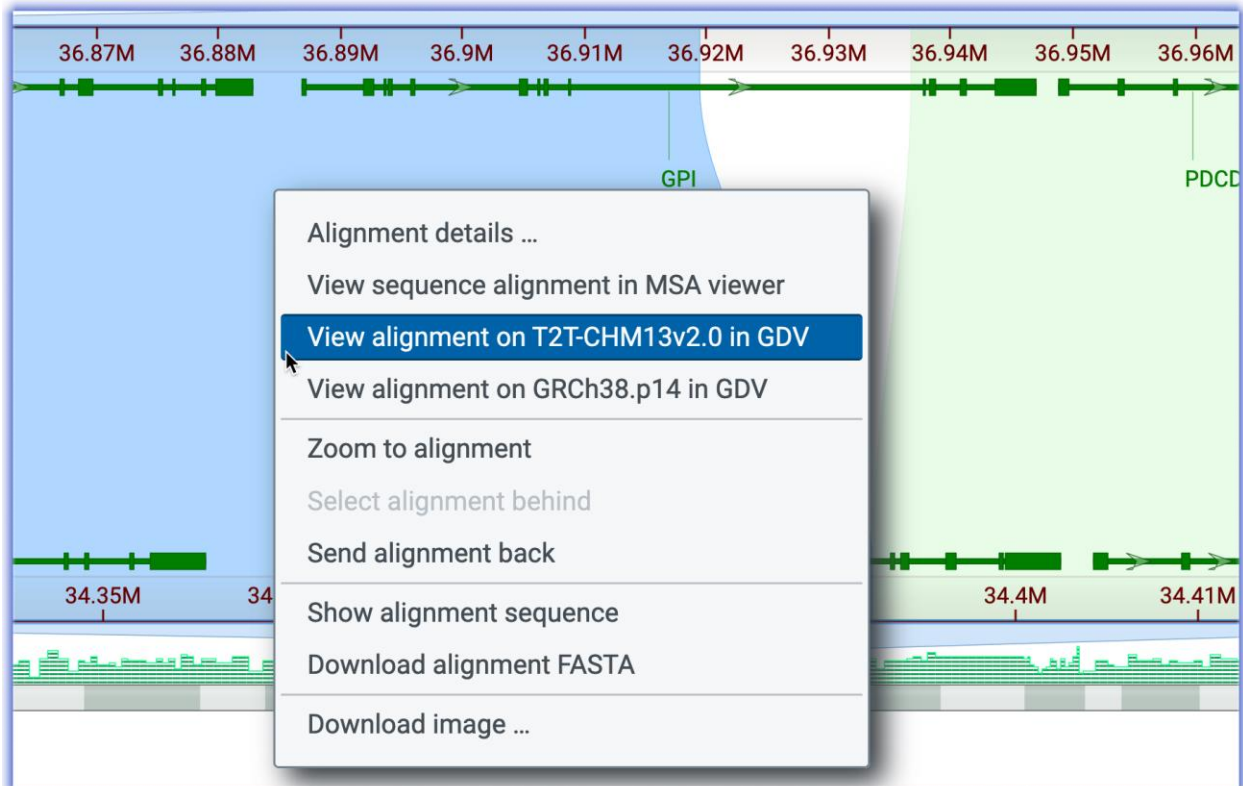 36.87M 36.88M 36.89M 36.9M 36.91M 36.92M 36.93M 36.94M 36.95M 36.96M
GPI PDCD
Alignment details ...
View sequence alignment in MSA viewer
View alignment on T2T-CHM13v2.0 in GDV
View alignment on GRCh38.p14 in GDV
Zoom to alignment
Select alignment behind
Send alignment back
34.35M 34 34.4M 34.41M
Show alignment sequence
Download alignment FASTA
Download image ...